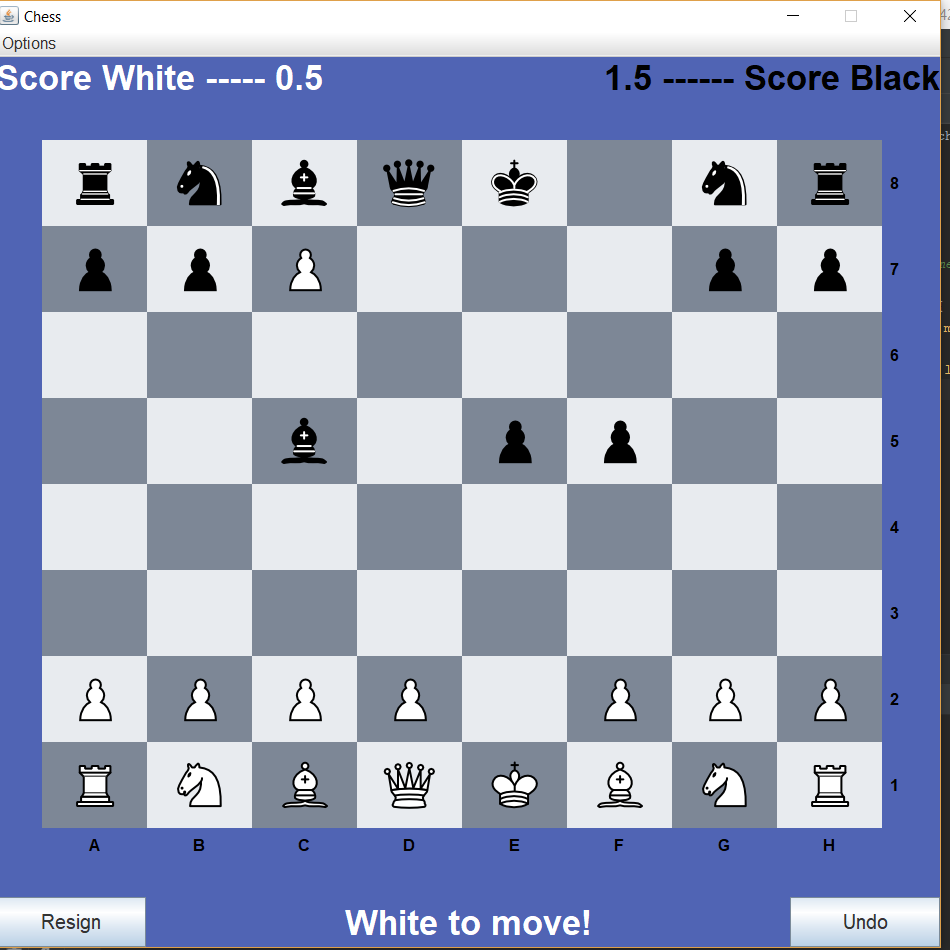 Chess
Options
Score White ----- 0.5
1.5 ------ Score Black
8
7
6
5
4
3
2
1
A B C D E F G H
Resign
White to move!
Undo